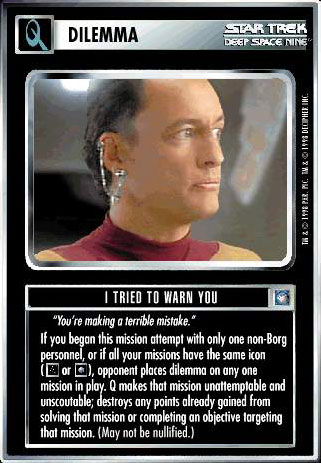 Q DILEMMA
STAR TREK
DEEP SPACE NINE
TM & © 1998 PAR. PIC. TM & © 1998 DECIPHER INC.
I TRIED TO WARN YOU
"You're making a terrible mistake."
If you began this mission attempt with only one non-Borg
personnel, or if all your missions have the same icon
( or ), opponent places dilemma on any one
mission in play. Q makes that mission unattemptable and
unscoutable; destroys any points already gained from
solving that mission or completing an objective targeting
that mission. (May not be nullified.)